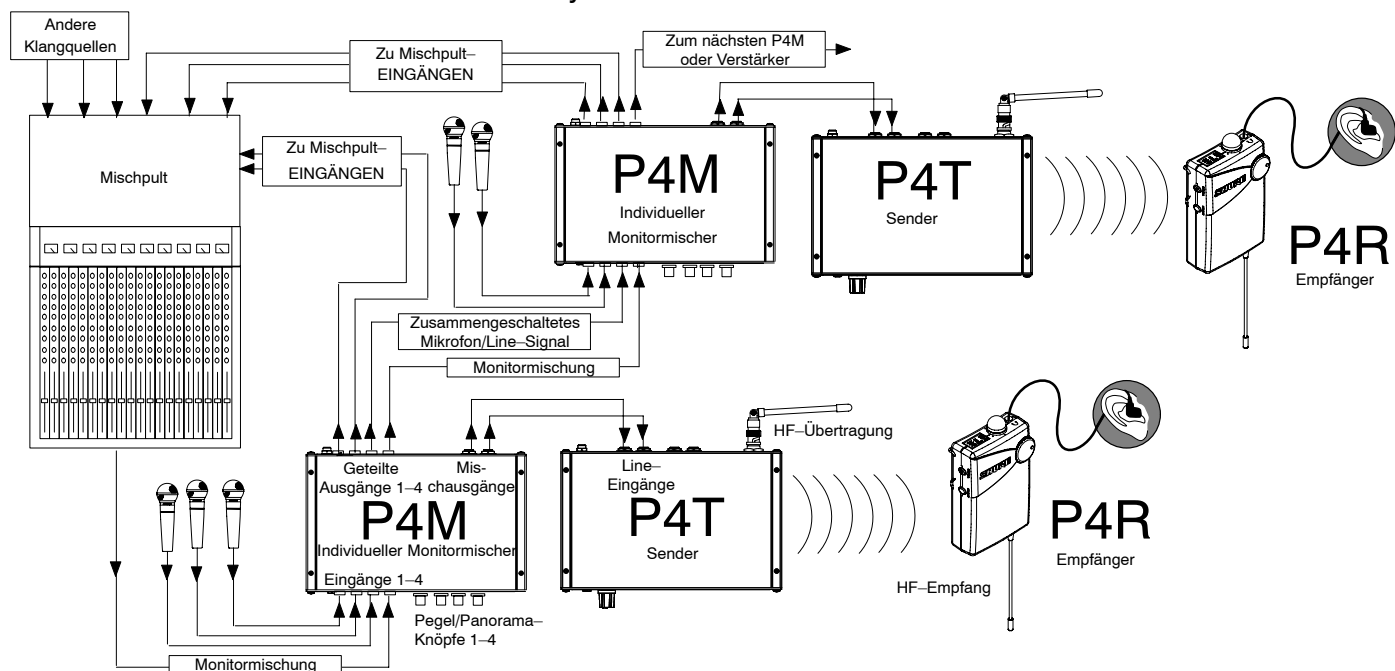 Andere
Klangquellen
Zu Mischpult–
EINGÄNGEN
Zum nächsten P4M
oder Verstärker
Zu Mischpult–
EINGÄNGEN
Mischpult
P4M
Individueller
Monitormischer
P4T
Sender
SHURE
P4R
Empfänger
Zusammengeschaltetes
Mikrofon/Line–Signal
Monitormischung
HF–Übertragung
Geteilte
Ausgänge 1–4
Mis-
chausgänge
P4M
Individueller Monitormischer
Eingänge 1–4
Line–
Eingänge
P4T
Sender
SHURE
P4R
Empfänger
HF–Empfang
Pegel/Panorama–
Knöpfe 1–4
Monitormischung